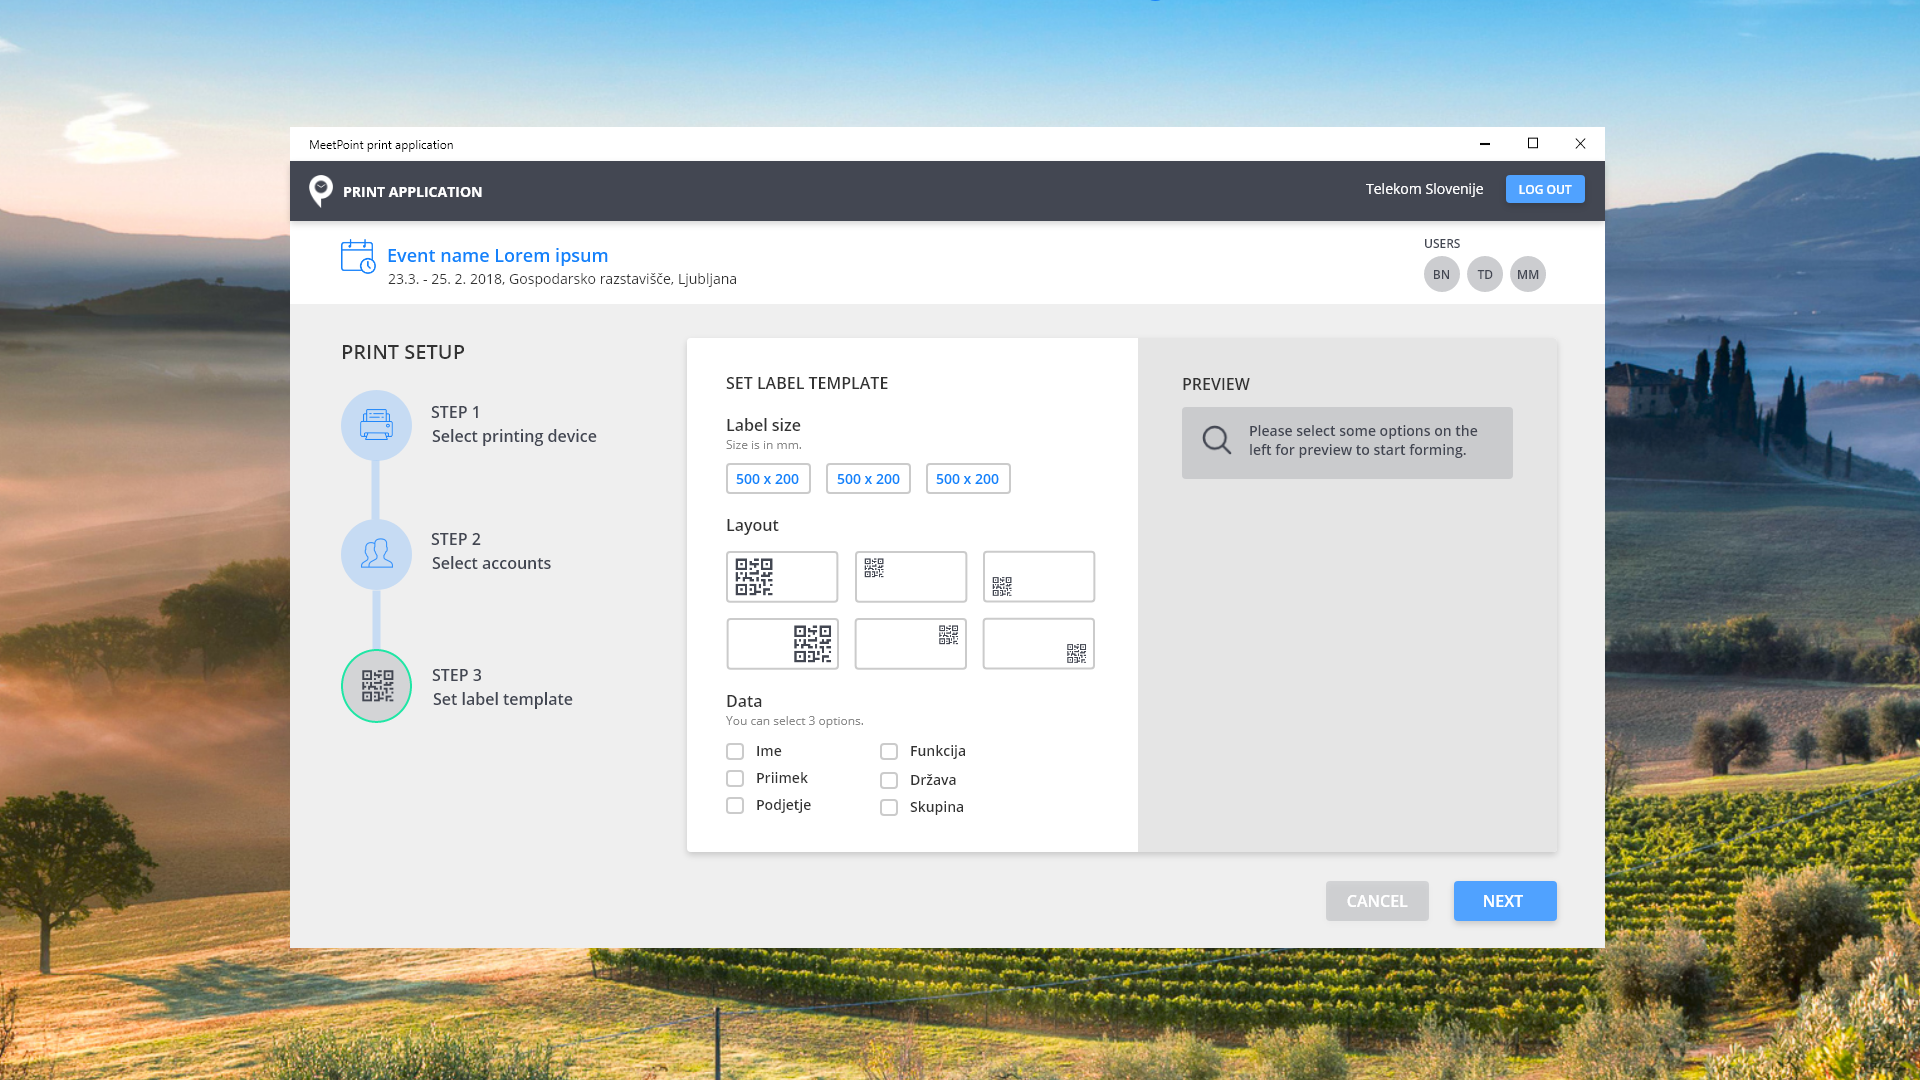 MeetPoint print application
PRINT APPLICATION
Telekom Slovenije
LOG OUT
Event name Lorem ipsum
23.3. - 25. 2. 2018, Gospodarsko razstavišče, Ljubljana
USERS
BN TD MM
PRINT SETUP
STEP 1
Select printing device
STEP 2
Select accounts
STEP 3
Set label template
SET LABEL TEMPLATE
Label size
Size is in mm.
500 x 200 500 x 200 500 x 200
Layout
Data
You can select 3 options.
Ime
Priimek
Podjetje
Funkcija
Država
Skupina
PREVIEW
Please select some options on the
left for preview to start forming.
CANCEL NEXT